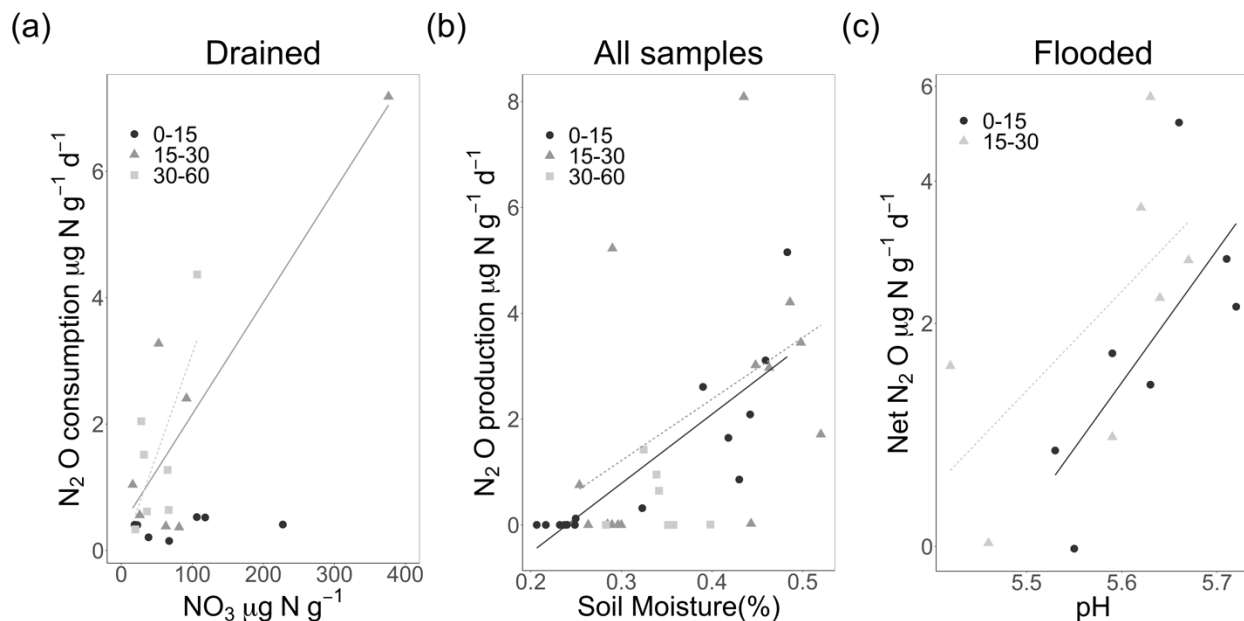 (a)
Drained
N₂ O consumption μg N g⁻¹ d⁻¹
0-15
15-30
30-60
0
2
4
6
0
100
200
300
400
NO₃ μg N g⁻¹
(b)
All samples
N₂ O production μg N g⁻¹ d⁻¹
0-15
15-30
30-60
0
2
4
6
8
0.2
0.3
0.4
0.5
Soil Moisture(%)
(c)
Flooded
Net N₂ O μg N g⁻¹ d⁻¹
0-15
15-30
0
2
4
6
5.5
5.6
5.7
pH